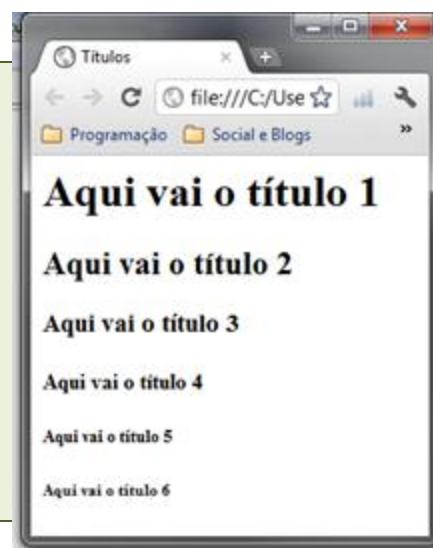 Títulos
file:///C:/Use
Programação Social e Blogs »
Aqui vai o título 1
Aqui vai o título 2
Aqui vai o título 3
Aqui vai o título 4
Aqui vai o título 5
Aqui vai o título 6